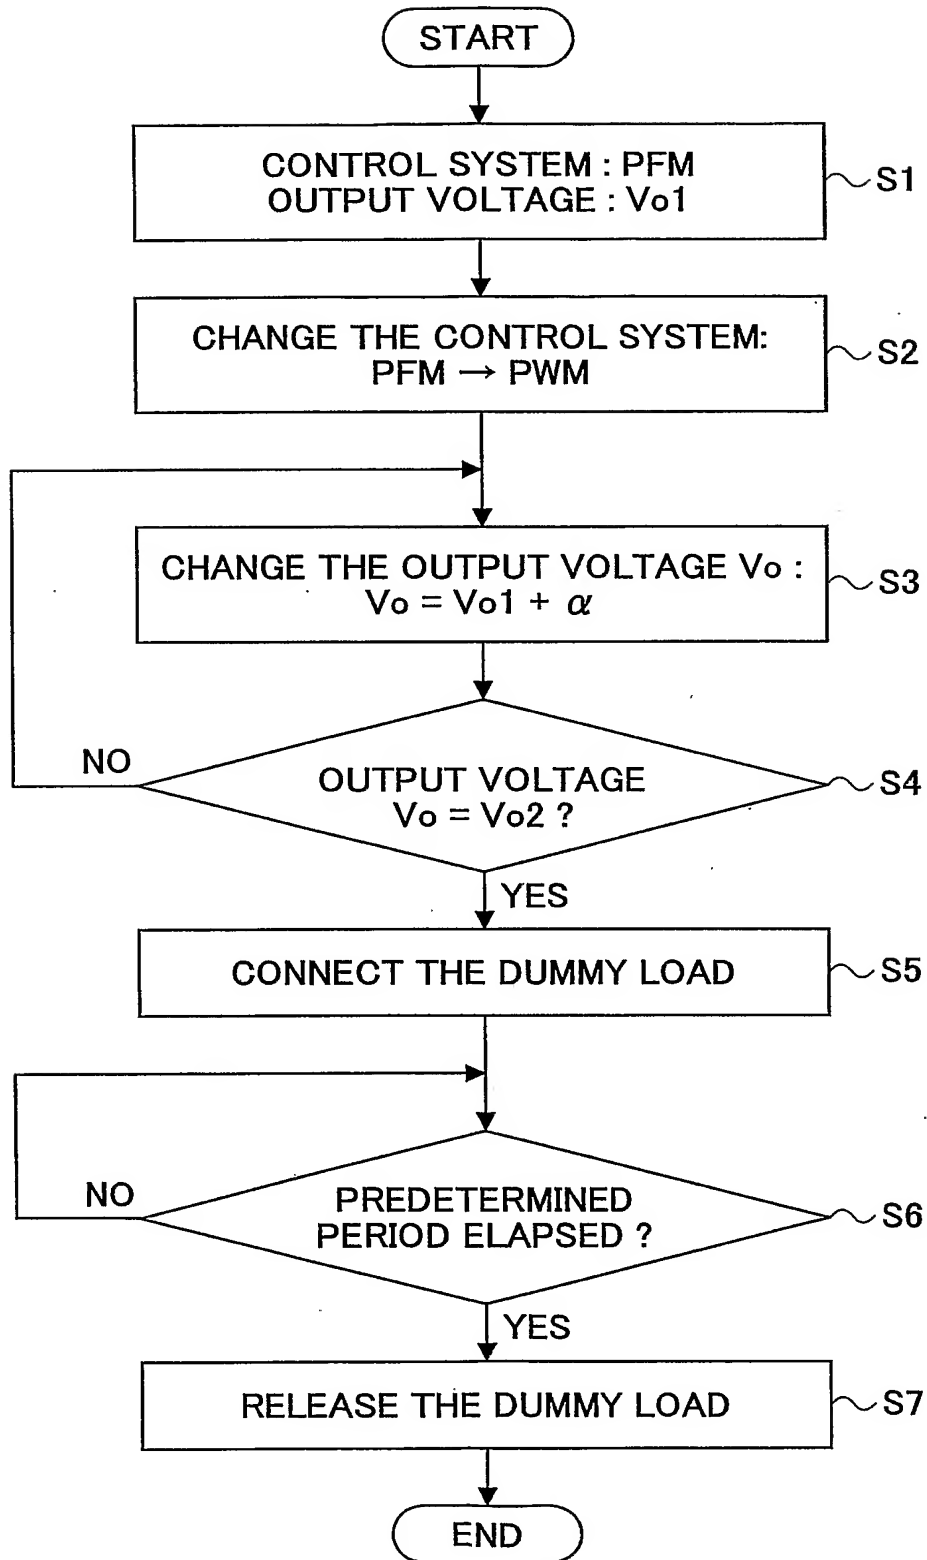 START
CONTROL SYSTEM : PFM
OUTPUT VOLTAGE : Vo1
S1
CHANGE THE CONTROL SYSTEM:
PFM → PWM
S2
CHANGE THE OUTPUT VOLTAGE Vo :
Vo = Vo1 + α
S3
NO
OUTPUT VOLTAGE
Vo = Vo2 ?
S4
YES
CONNECT THE DUMMY LOAD
S5
NO
PREDETERMINED
PERIOD ELAPSED ?
S6
YES
RELEASE THE DUMMY LOAD
S7
END